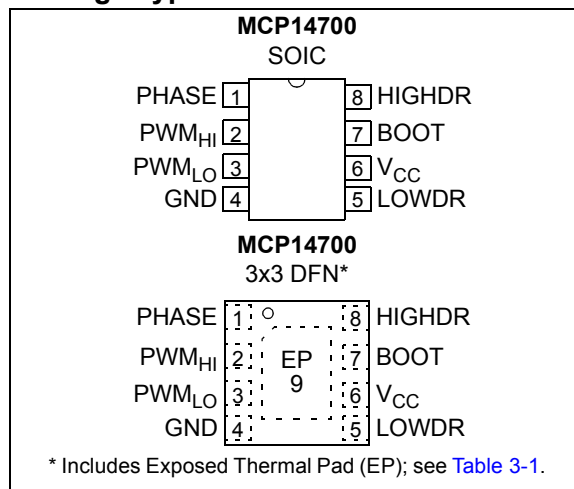 MCP14700
SOIC
PHASE 1 8 HIGHDR
PWMHI 2 7 BOOT
PWMLO 3 6 VCC
GND 4 5 LOWDR
MCP14700
3x3 DFN*
PHASE 1 8 HIGHDR
PWMHI 2 EP 7 BOOT
9
PWMLO 3 6 VCC
GND 4 5 LOWDR
* Includes Exposed Thermal Pad (EP); see Table 3-1.